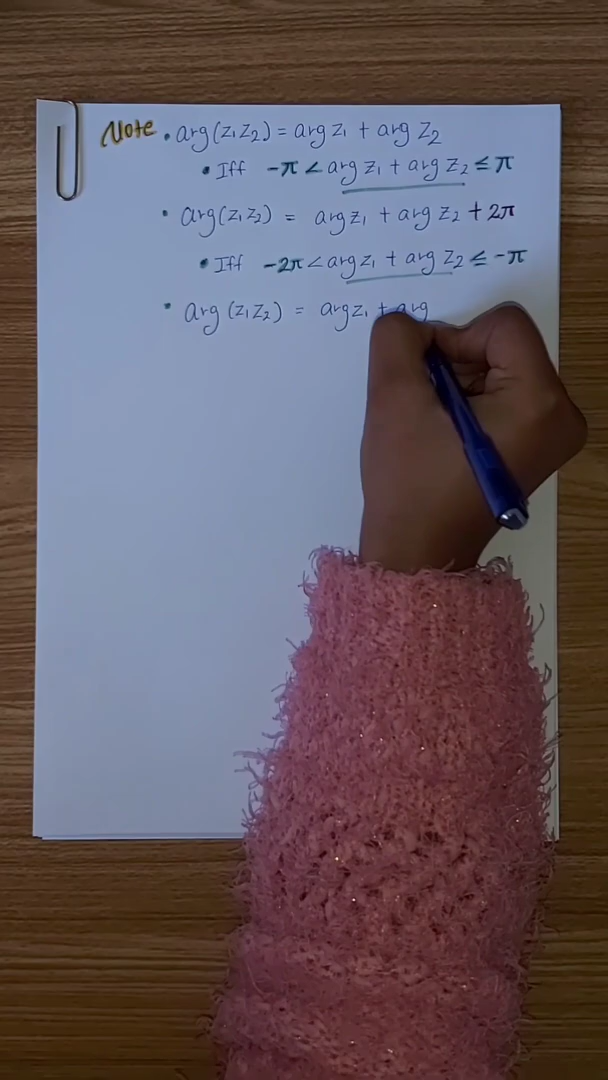 Note • arg(z₁z₂) = arg z₁ + arg z₂
• Iff -π < arg z₁ + arg z₂ ≤ π
• arg(z₁z₂) = arg z₁ + arg z₂ + 2π
• Iff -2π < arg z₁ + arg z₂ ≤ -π
• arg(z₁z₂) = arg z₁ + arg